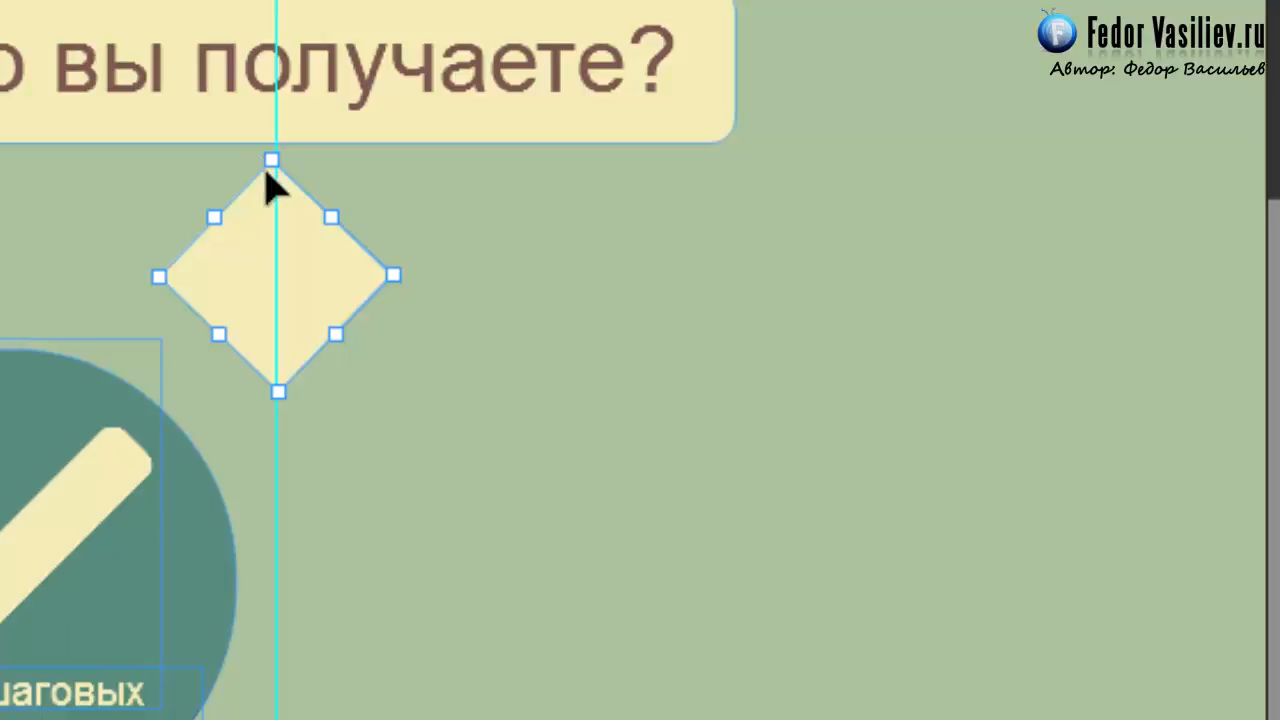 о вы получаете?
Fedor Vasiliev.ru
Автор: Федор Васильев
шаговых